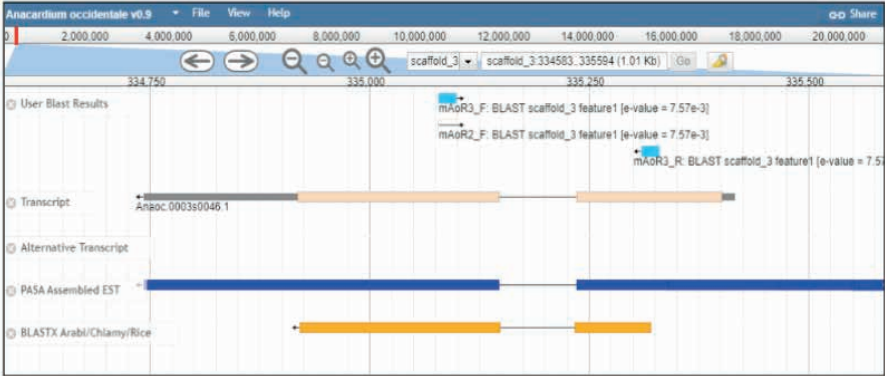 Anacardium occidentale v0.9 File View Help Share
0 2,000,000 4,000,000 6,000,000 8,000,000 10,000,000 12,000,000 14,000,000 16,000,000 18,000,000 20,000,000
scaffold_3 scaffold_3:334583..335594 (1.01 Kb) Go
334,750 335,000 335,250 335,500
User Blast Results
mAoR3_F: BLAST scaffold_3 feature1 [e-value = 7.57e-3]
mAoR2_F: BLAST scaffold_3 feature1 [e-value = 7.57e-3]
mAoR3_R: BLAST scaffold_3 feature1 [e-value = 7.57
Transcript
Anaoc.0003s0046.1
Alternative Transcript
PASA Assembled EST
BLASTX Arabi/Chlamy/Rice